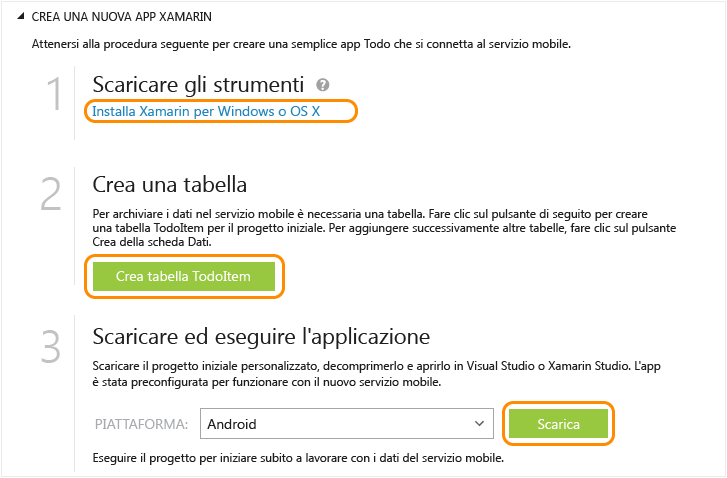 CREA UNA NUOVA APP XAMARIN
Attenersi alla procedura seguente per creare una semplice app Todo che si connetta al servizio mobile.
1
Scaricare gli strumenti ?
Installa Xamarin per Windows o OS X
2
Crea una tabella
Per archiviare i dati nel servizio mobile è necessaria una tabella. Fare clic sul pulsante di seguito per creare
una tabella TodoItem per il progetto iniziale. Per aggiungere successivamente altre tabelle, fare clic sul pulsante
Crea della scheda Dati.
Crea tabella TodoItem
3
Scaricare ed eseguire l'applicazione
Scaricare il progetto iniziale personalizzato, decomprimerlo e aprirlo in Visual Studio o Xamarin Studio. L'app
è stata preconfigurata per funzionare con il nuovo servizio mobile.
PIATTAFORMA: Android Scarica
Eseguire il progetto per iniziare subito a lavorare con i dati del servizio mobile.